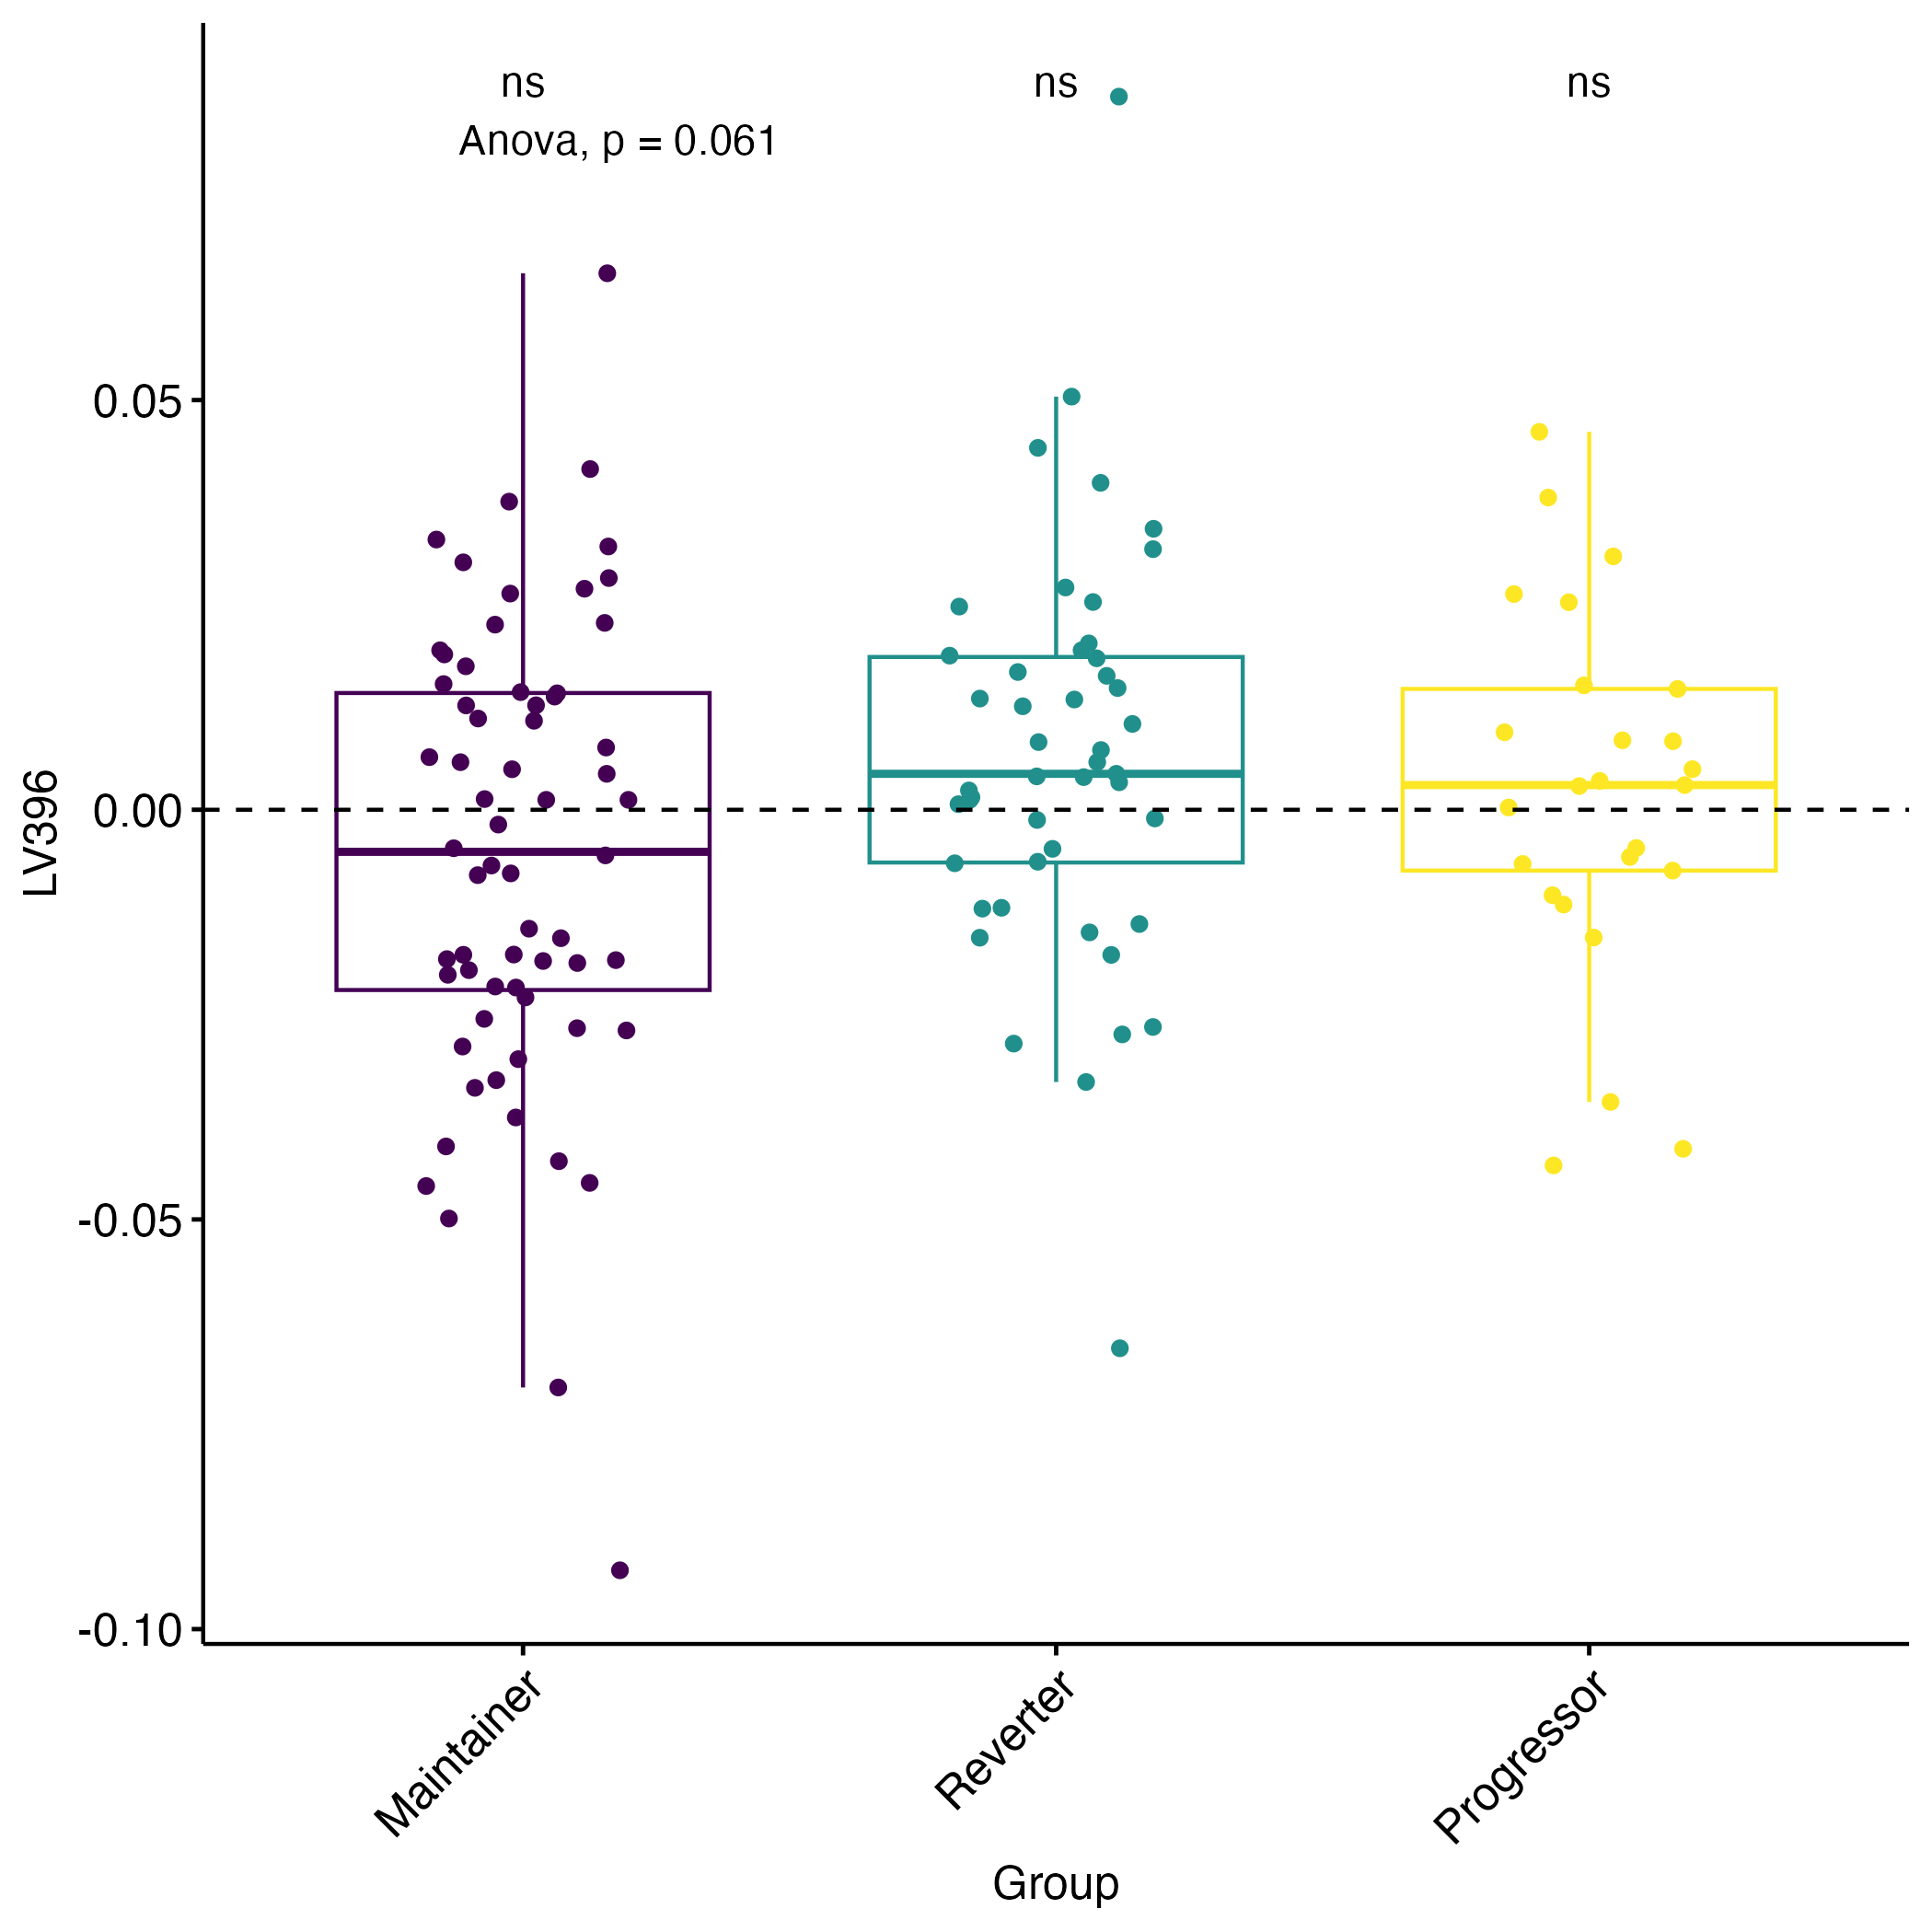 ns ns ns
Anova, p = 0.061
0.05
0.00
-0.05
-0.10
LV396
Maintainer Reverter Progressor
Group